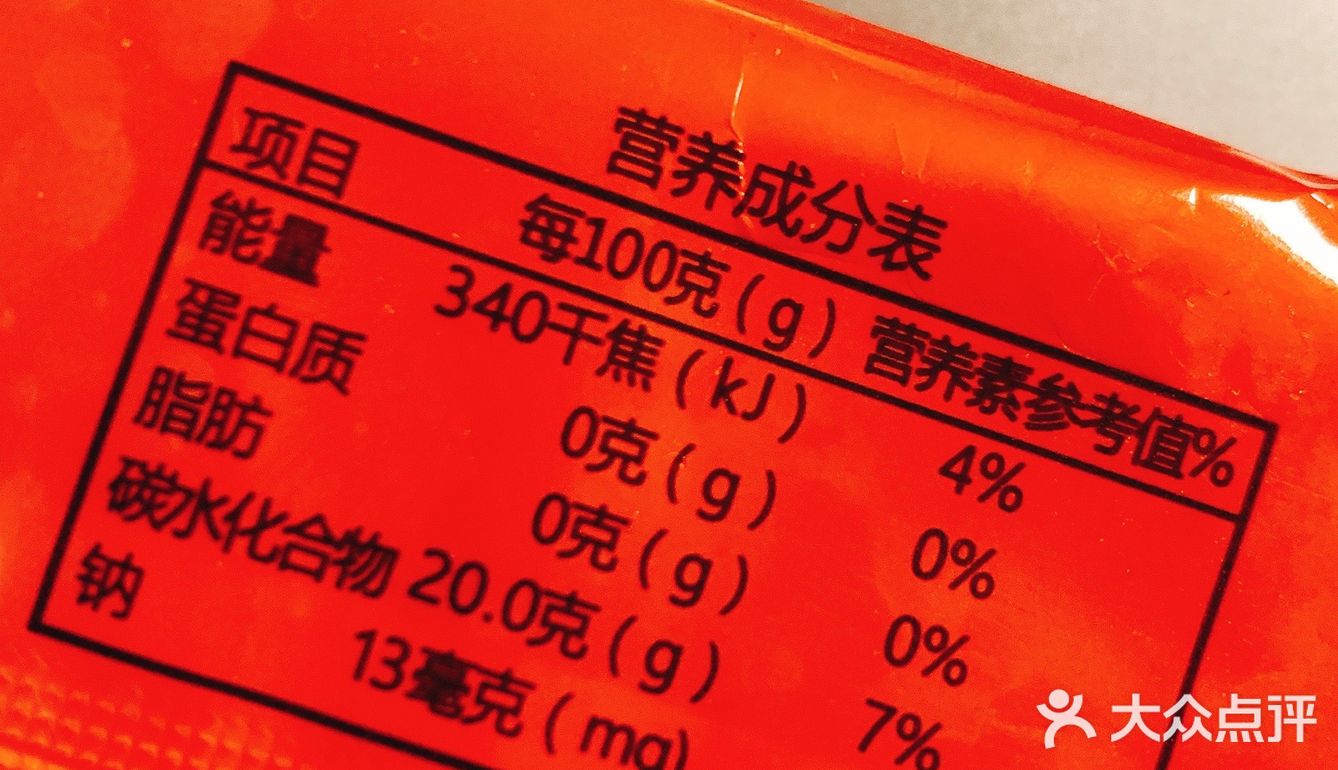 营养成分表
项目 每100克(g) 营养素参考值%
能量 340千焦(kJ) 4%
蛋白质 0克(g) 0%
脂肪 0克(g) 0%
碳水化合物 20.0克(g) 7%
钠 13毫克(mg)
大众点评